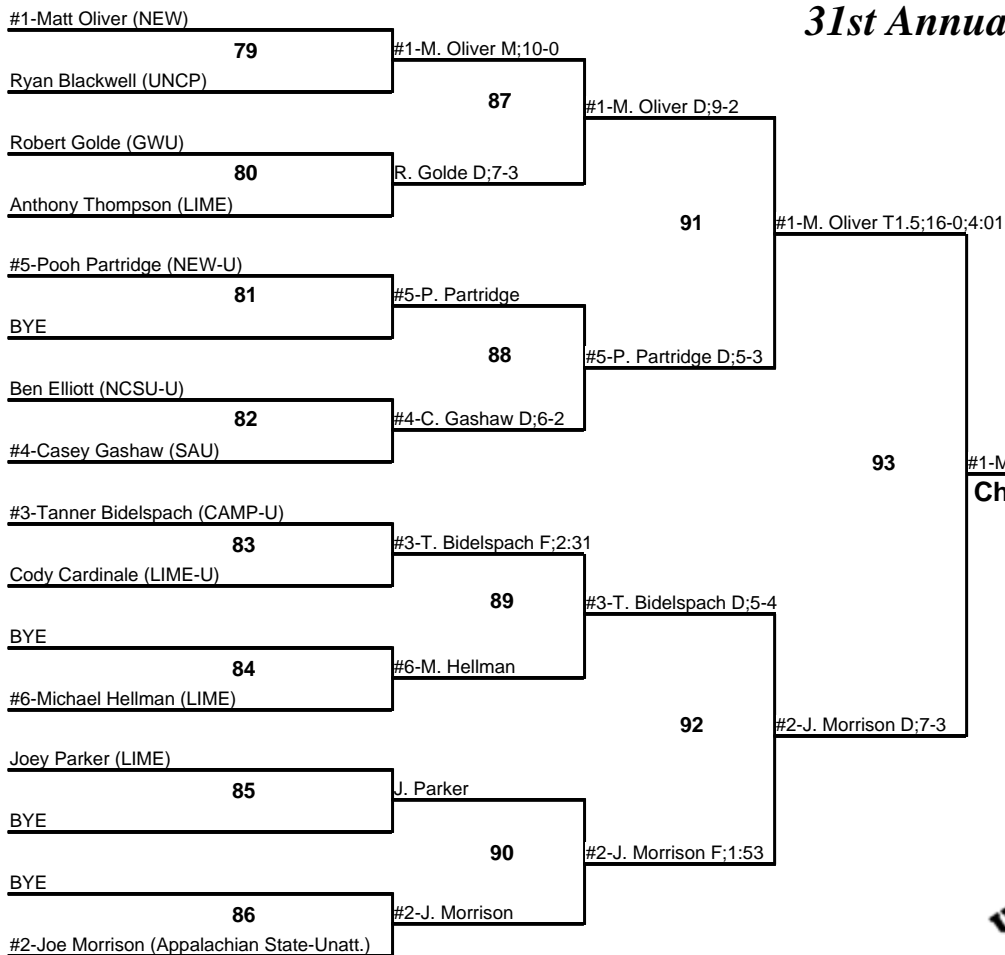 31st Annua
#1-Matt Oliver (NEW)
79
Ryan Blackwell (UNCP)
#1-M. Oliver M;10-0
87
Robert Golde (GWU)
80
Anthony Thompson (LIME)
R. Golde D;7-3
#1-M. Oliver D;9-2
91
#5-Pooh Partridge (NEW-U)
81
BYE
#5-P. Partridge
88
Ben Elliott (NCSU-U)
82
#4-Casey Gashaw (SAU)
#4-C. Gashaw D;6-2
#5-P. Partridge D;5-3
#1-M. Oliver T1.5;16-0;4:01
93
#1-M
Ch
#3-Tanner Bidelspach (CAMP-U)
83
Cody Cardinale (LIME-U)
#3-T. Bidelspach F;2:31
89
BYE
84
#6-Michael Hellman (LIME)
#6-M. Hellman
#3-T. Bidelspach D;5-4
92
Joey Parker (LIME)
85
BYE
J. Parker
90
BYE
86
#2-Joe Morrison (Appalachian State-Unatt.)
#2-J. Morrison
#2-J. Morrison F;1:53
#2-J. Morrison D;7-3